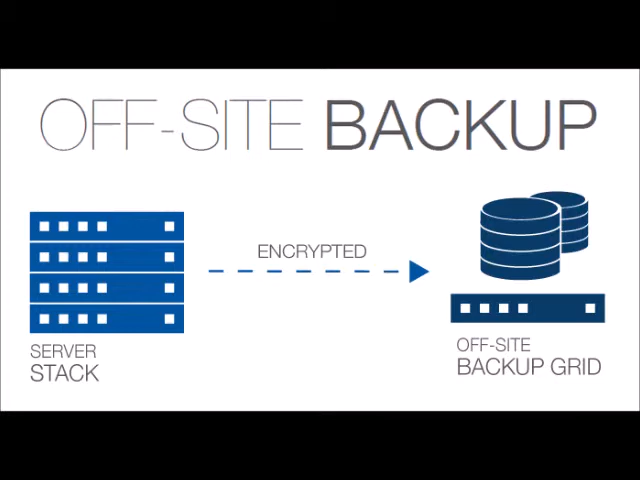 OFF-SITE BACKUP
ENCRYPTED
SERVER
STACK
OFF-SITE
BACKUP GRID